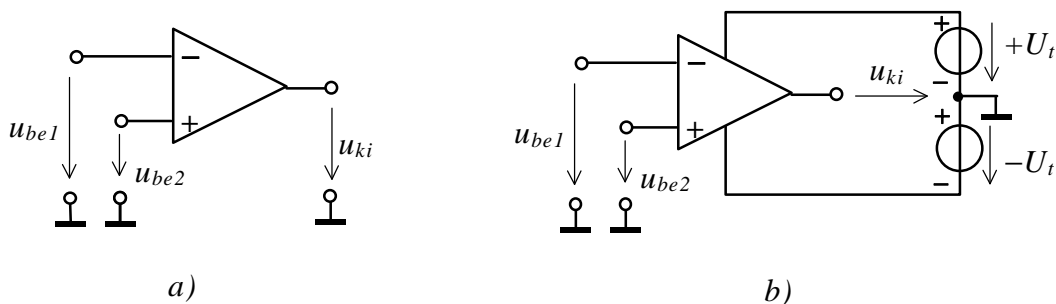 −
+
u_be1
u_be2
u_ki
a)
−
+
u_be1
u_be2
u_ki
+
−
+U_t
+
−
−U_t
b)